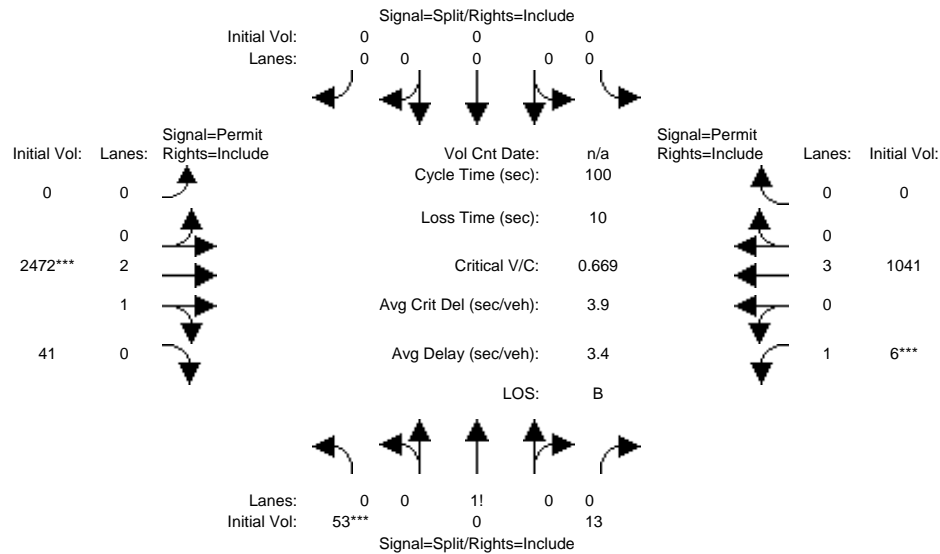 Signal=Split/Rights=Include
Initial Vol: 0 0 0
Lanes: 0 0 0 0 0
Signal=Permit Signal=Permit
Initial Vol: Lanes: Rights=Include Vol Cnt Date: n/a Rights=Include Lanes: Initial Vol:
Cycle Time (sec): 100
0 0 0 0
Loss Time (sec): 10
0 0
2472*** 2 Critical V/C: 0.669 3 1041
1 Avg Crit Del (sec/veh): 3.9 0
41 0 Avg Delay (sec/veh): 3.4 1 6***
LOS: B
Lanes: 0 0 1! 0 0
Initial Vol: 53*** 0 13
Signal=Split/Rights=Include